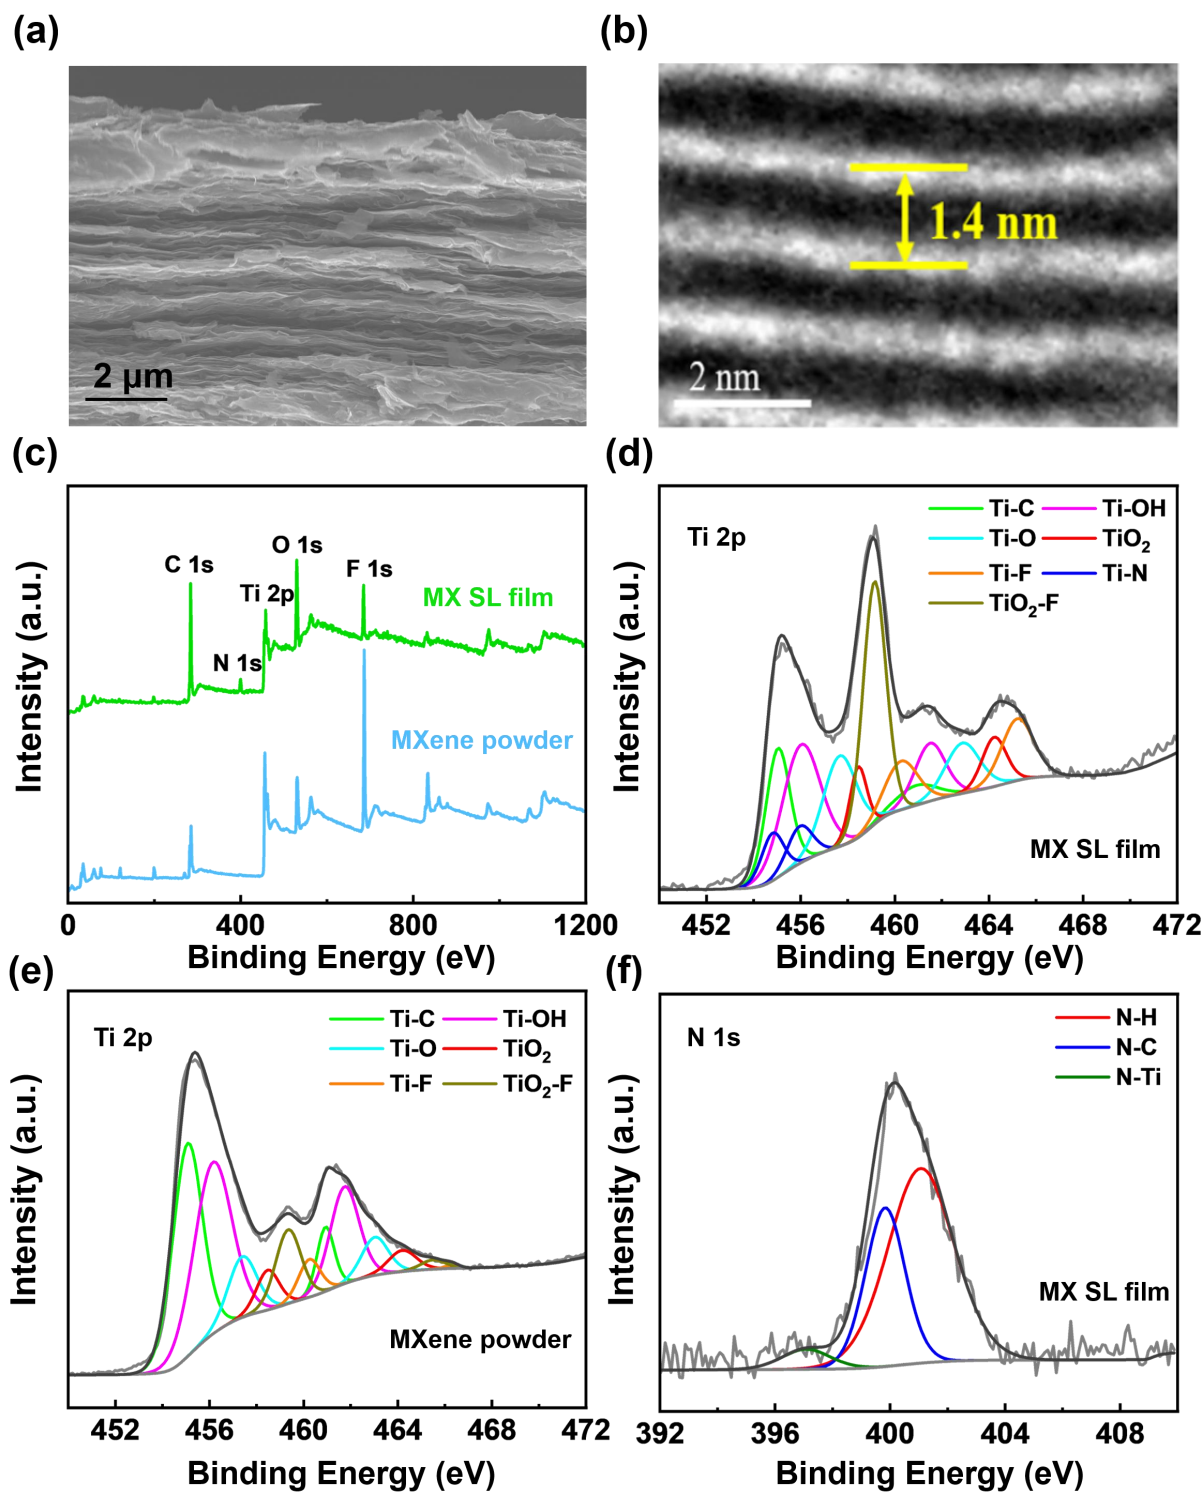 (a)
2 μm
(b)
1.4 nm
2 nm
(c)
Intensity (a.u.)
C 1s
N 1s
Ti 2p
O 1s
F 1s
MX SL film
MXene powder
0 400 800 1200
Binding Energy (eV)
(d)
Intensity (a.u.)
Ti 2p
Ti-C Ti-OH
Ti-O TiO₂
Ti-F Ti-N
TiO₂-F
MX SL film
452 456 460 464 468 472
Binding Energy (eV)
(e)
Intensity (a.u.)
Ti 2p
Ti-C Ti-OH
Ti-O TiO₂
Ti-F TiO₂-F
MXene powder
452 456 460 464 468 472
Binding Energy (eV)
(f)
Intensity (a.u.)
N 1s
N-H
N-C
N-Ti
MX SL film
392 396 400 404 408
Binding Energy (eV)